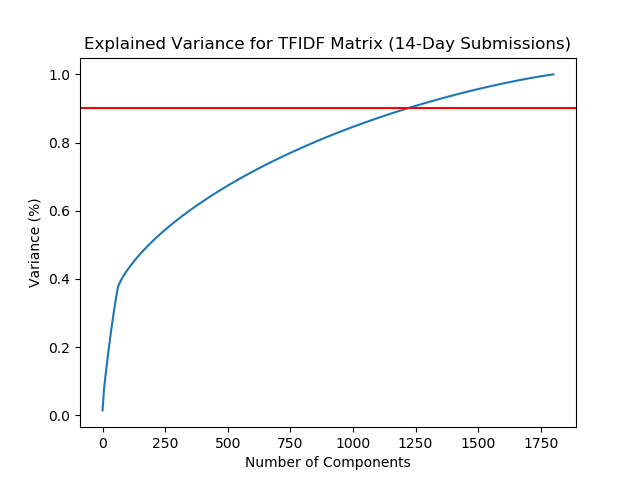 Explained Variance for TFIDF Matrix (14-Day Submissions)
1.0
0.8
0.6
0.4
0.2
0.0
Variance (%)
0 250 500 750 1000 1250 1500 1750
Number of Components